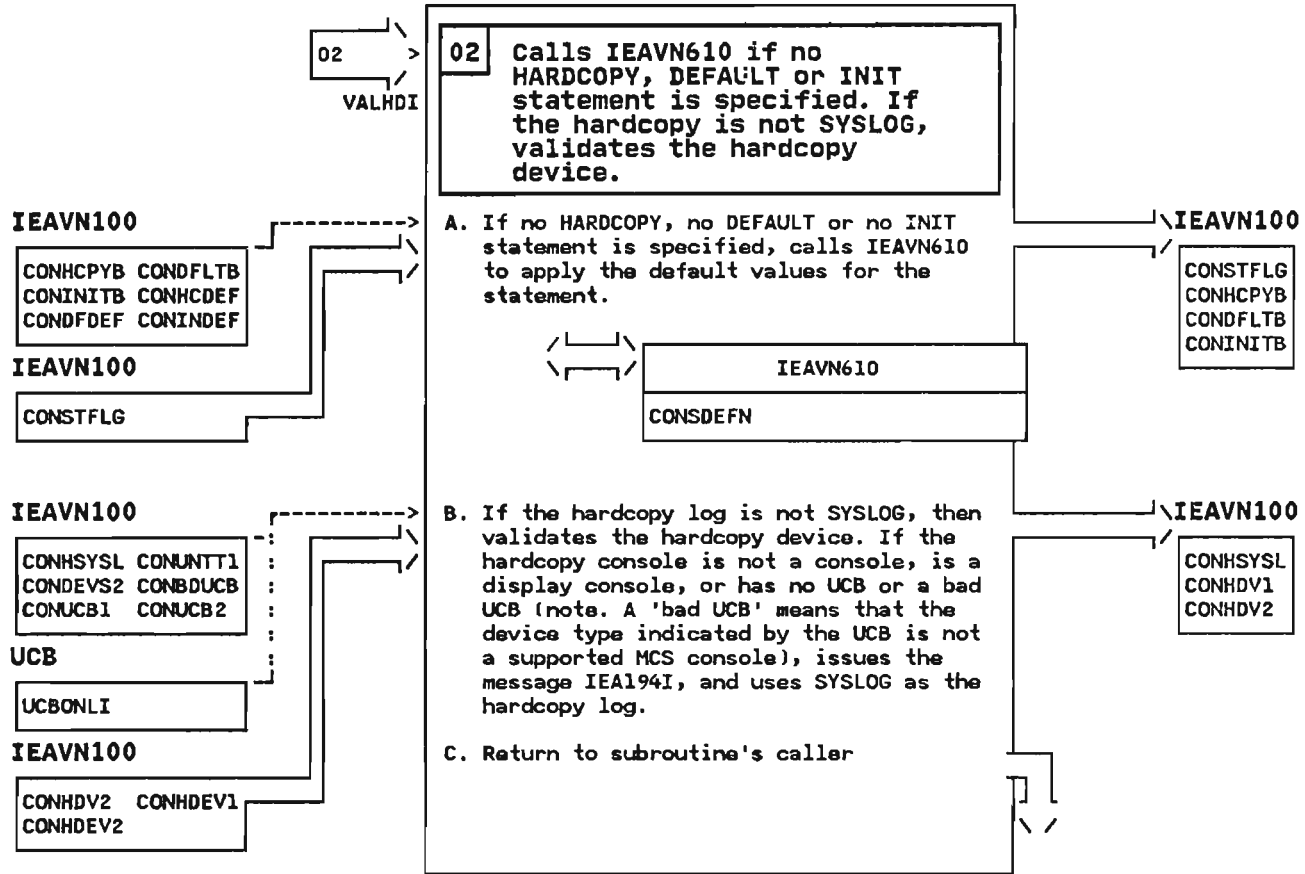 02
VALHDI
02 Calls IEAVN610 if no
HARDCOPY, DEFAULT or INIT
statement is specified. If
the hardcopy is not SYSLOG,
validates the hardcopy
device.
IEAVN100
CONHCPYB CONDFLTB
CONINITB CONHCDEF
CONDFDEF CONINDEF
IEAVN100
CONSTFLG
A. If no HARDCOPY, no DEFAULT or no INIT
statement is specified, calls IEAVN610
to apply the default values for the
statement.
IEAVN610
CONSDEFN
IEAVN100
CONSTFLG
CONHCPYB
CONDFLTB
CONINITB
IEAVN100
CONHSYSL CONUNTT1
CONDEVS2 CONBDUCB
CONUCB1 CONUCB2
UCB
UCBONLI
IEAVN100
CONHDV2 CONHDEV1
CONHDEV2
B. If the hardcopy log is not SYSLOG, then
validates the hardcopy device. If the
hardcopy console is not a console, is a
display console, or has no UCB or a bad
UCB (note. A 'bad UCB' means that the
device type indicated by the UCB is not
a supported MCS console), issues the
message IEA194I, and uses SYSLOG as the
hardcopy log.
IEAVN100
CONHSYSL
CONHDV1
CONHDV2
C. Return to subroutine's caller